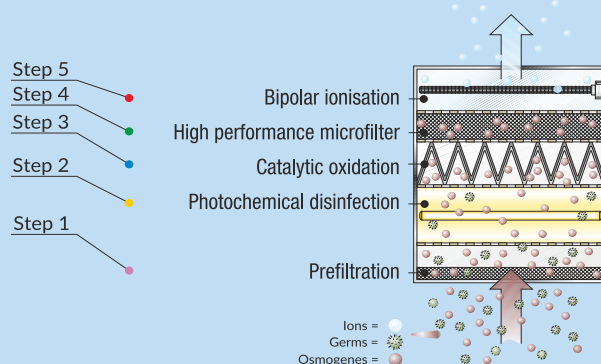 Step 5
Step 4
Step 3
Step 2
Step 1
Bipolar ionisation
High performance microfilter
Catalytic oxidation
Photochemical disinfection
Prefiltration
Ions =
Germs =
Osmogenes =